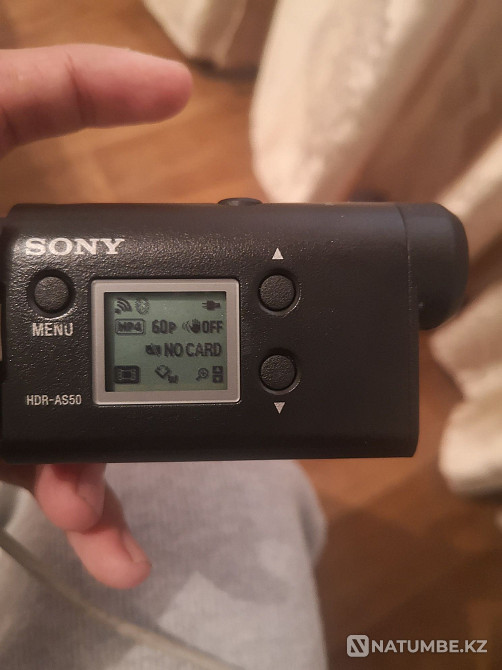 SONY
MENU
MP4 60P OFF
NO CARD
HDR-AS50
NATUMBE.KZ